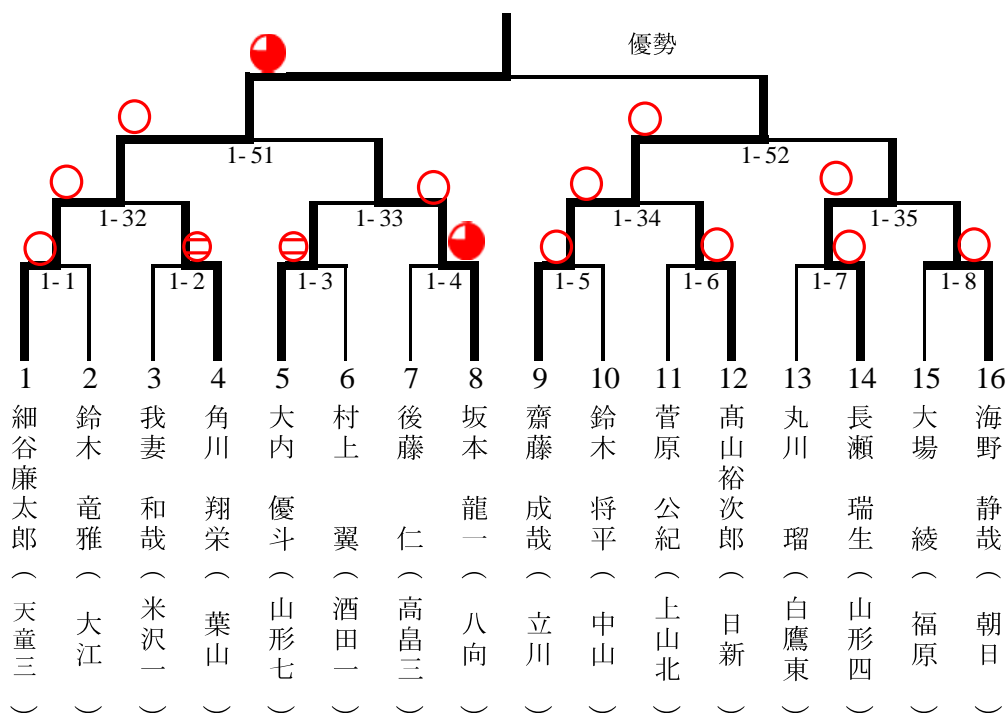 優勢
1-51
1-52
1-32
1-33
1-34
1-35
1-1
1-2
1-3
1-4
1-5
1-6
1-7
1-8
1
2
3
4
5
6
7
8
9
10
11
12
13
14
15
16
細谷廉太郎（天童三）
鈴木 竜雅（大江）
我妻 和哉（米沢一）
角川 翔栄（葉山）
大内 優斗（山形七）
村上 翼（酒田一）
後藤 仁（高畠三）
坂本 龍一（八向）
齋藤 成哉（立川）
鈴木 将平（中山）
菅原 公紀（上山北）
髙山裕次郎（日新）
丸川 瑠（白鷹東）
長瀬 瑞生（山形四）
大場 綾（福原）
海野 静哉（朝日）